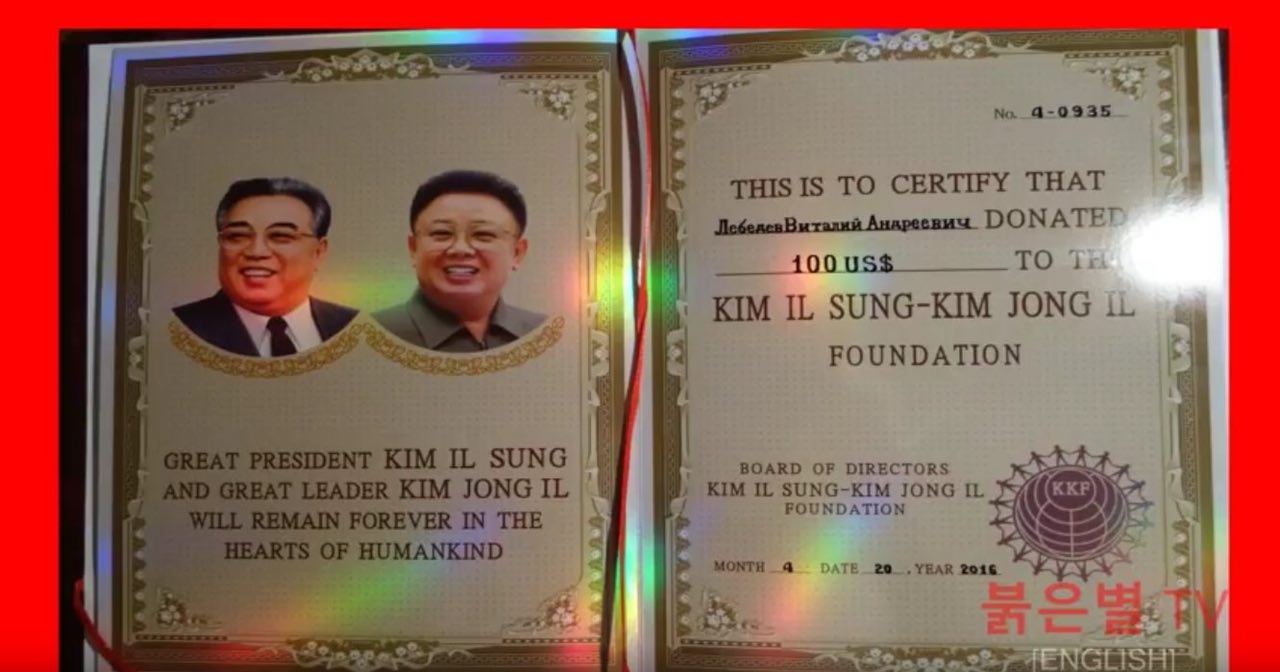 GREAT PRESIDENT KIM IL SUNG
AND GREAT LEADER KIM JONG IL
WILL REMAIN FOREVER IN THE
HEARTS OF HUMANKIND
No. 4-0935
THIS IS TO CERTIFY THAT
Лебедев Виталий Андреевич DONATED
100 US$ TO TH
KIM IL SUNG-KIM JONG IL
FOUNDATION
BOARD OF DIRECTORS
KIM IL SUNG-KIM JONG IL
FOUNDATION
KKF
MONTH 4 DATE 20, YEAR 2016
붉은별 TV
[ENGLISH]